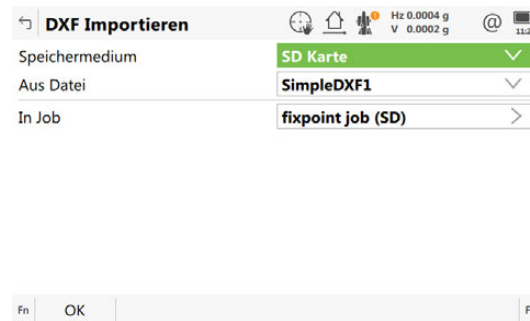 DXF Importieren
Hz 0.0004 g
V 0.0002 g
@
Speichermedium
SD Karte
Aus Datei
SimpleDXF1
In Job
fixpoint job (SD)
Fn
OK